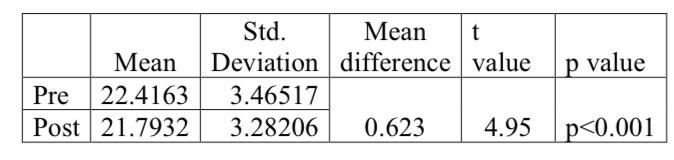 Mean Std. Deviation Mean difference t value p value
Pre 22.4163 3.46517
Post 21.7932 3.28206 0.623 4.95 p<0.001